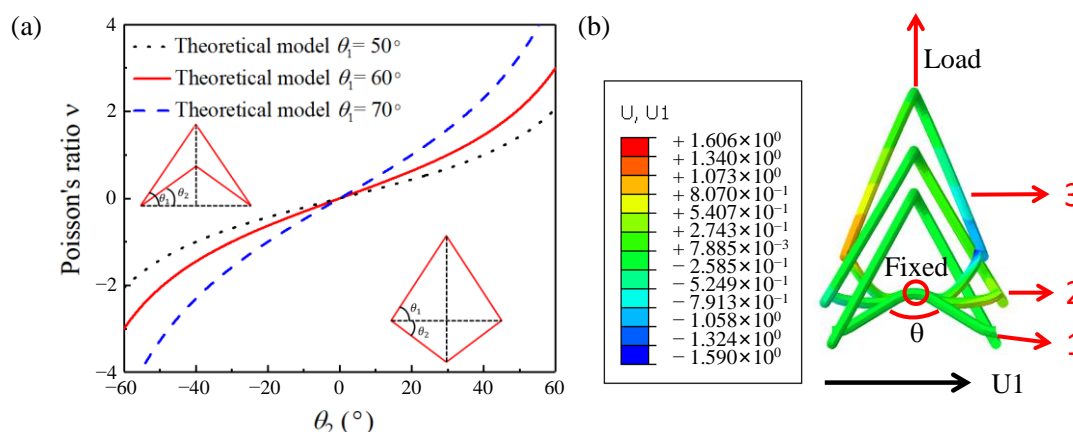 (a)
4
2
0
−2
−4
Poisson's ratio ν
Theoretical model θ₁= 50°
Theoretical model θ₁= 60°
Theoretical model θ₁= 70°
θ₁
θ₂
θ₁
θ₂
−60 −40 −20 0 20 40 60
θ₂ (°)
(b)
U, U1
+1.606×10⁰
+1.340×10⁰
+1.073×10⁰
+8.070×10⁻¹
+5.407×10⁻¹
+2.743×10⁻¹
+7.885×10⁻³
−2.585×10⁻¹
−5.249×10⁻¹
−7.913×10⁻¹
−1.058×10⁰
−1.324×10⁰
−1.590×10⁰
Load
3
Fixed
2
θ
1
U1